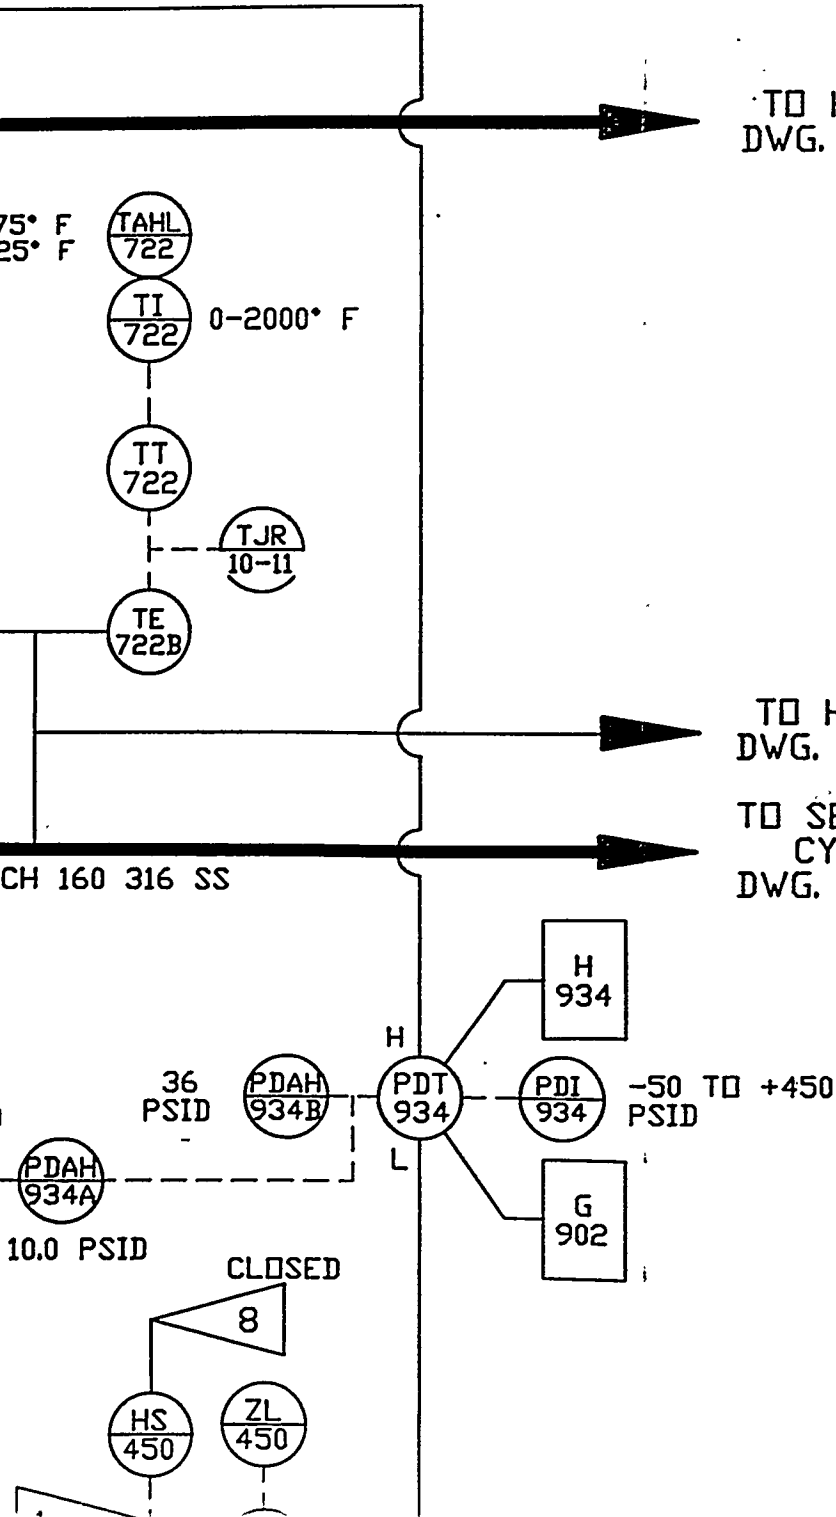 TO
DWG.
75° F
25° F
TAHL
722
TI
722
0-2000° F
TT
722
TJR
10-11
TE
722B
TO H
DWG.
TO SE
CY
DWG.
CH 160 316 SS
H
934
H
36
PSID
PDAH
934B
PDT
934
PDI
934
-50 TO +450
PSID
L
PDAH
934A
10.0 PSID
G
902
CLOSED
8
HS
450
ZL
450